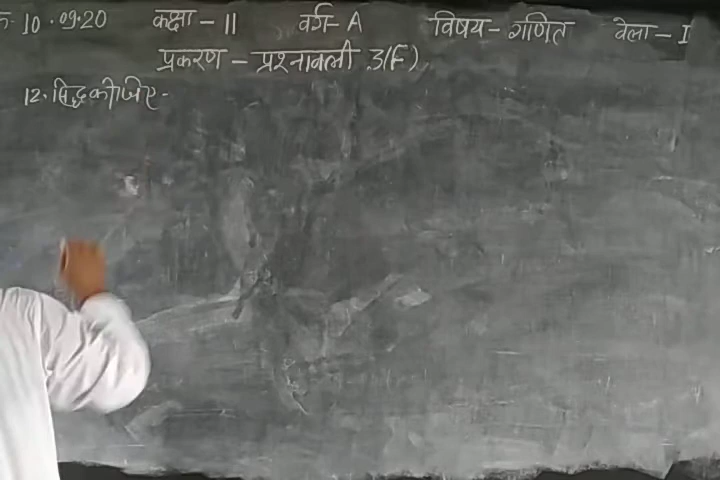 10.09.20 कक्षा - 11 वर्ग - A विषय - गणित वेला - I
प्रकरण - प्रश्नावली 3(F)
12. सिद्ध कीजिए -